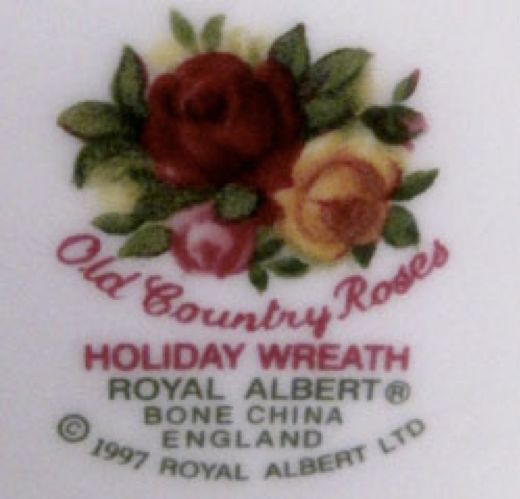 Old Country Roses
HOLIDAY WREATH
ROYAL ALBERT®
BONE CHINA
ENGLAND
© 1997 ROYAL ALBERT LTD